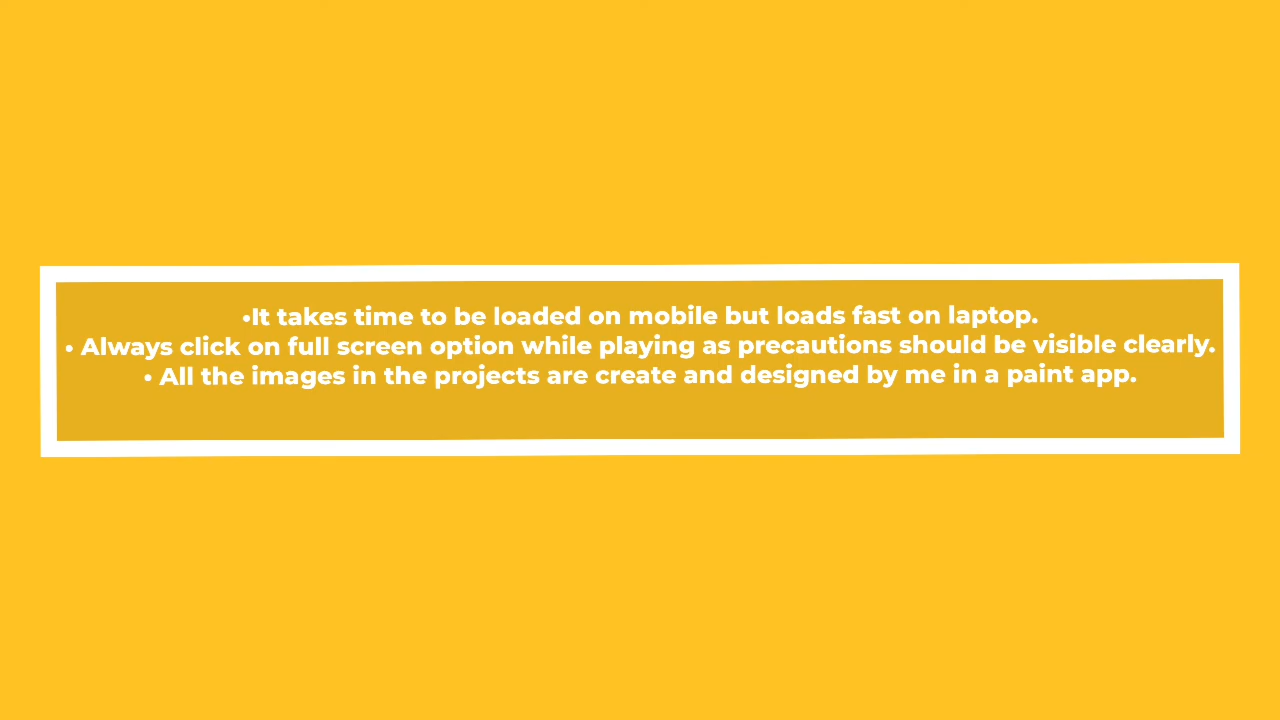 •It takes time to be loaded on mobile but loads fast on laptop.
• Always click on full screen option while playing as precautions should be visible clearly.
• All the images in the projects are create and designed by me in a paint app.